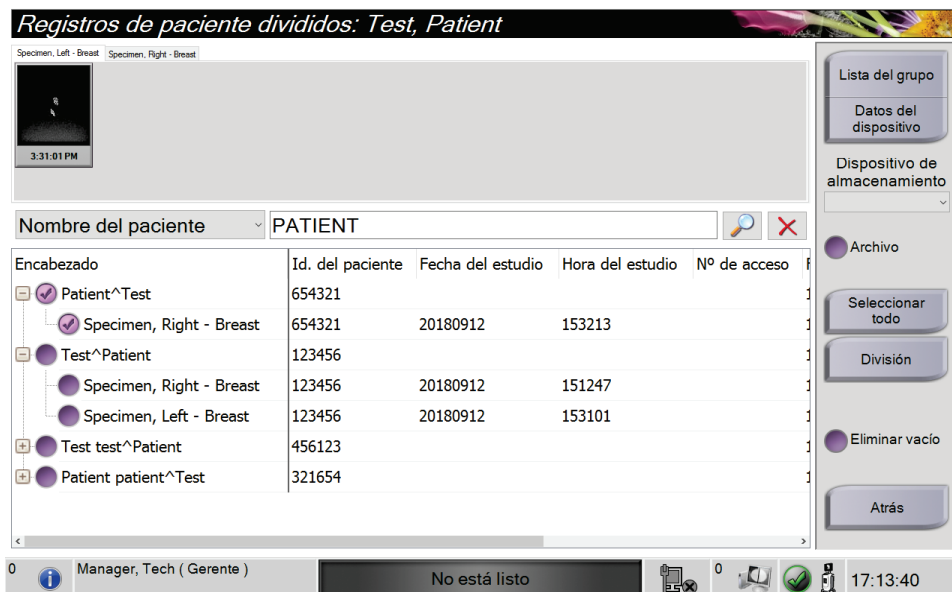 Registros de paciente divididos: Test, Patient
Specimen, Left - Breast Specimen, Right - Breast
3:31:01 PM
Nombre del paciente PATIENT
Encabezado Id. del paciente Fecha del estudio Hora del estudio Nº de acceso
Patient^Test 654321
Specimen, Right - Breast 654321 20180912 153213
Test^Patient 123456
Specimen, Right - Breast 123456 20180912 151247
Specimen, Left - Breast 123456 20180912 153101
Test test^Patient 456123
Patient patient^Test 321654
Lista del grupo
Datos del
dispositivo
Dispositivo de
almacenamiento
Archivo
Seleccionar
todo
División
Eliminar vacío
Atrás
0 Manager, Tech ( Gerente ) No está listo 0 17:13:40